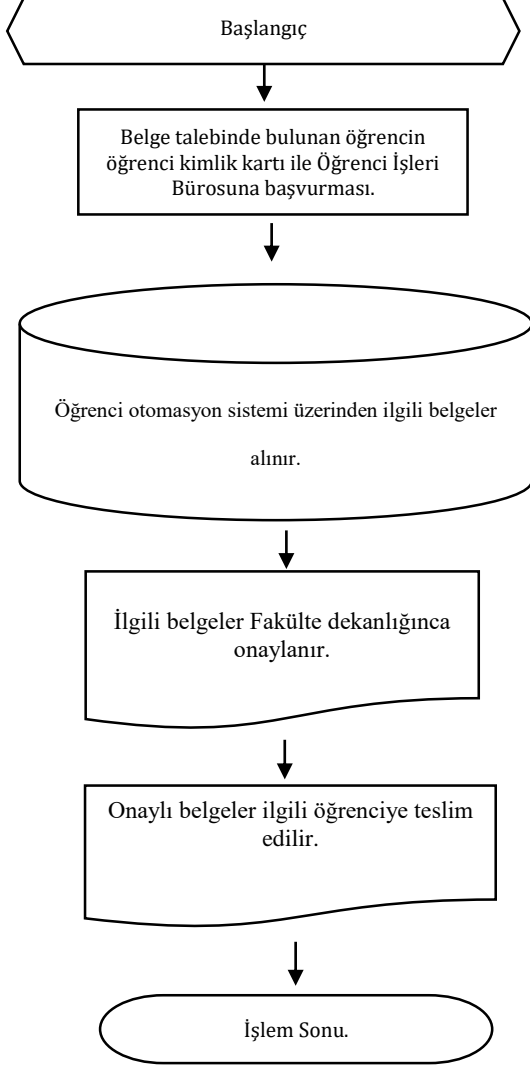 Başlangıç
Belge talebinde bulunan öğrencin
öğrenci kimlik kartı ile Öğrenci İşleri
Bürosuna başvurması.
Öğrenci otomasyon sistemi üzerinden ilgili belgeler
alınır.
İlgili belgeler Fakülte dekanlığınca
onaylanır.
Onaylı belgeler ilgili öğrenciye teslim
edilir.
İşlem Sonu.